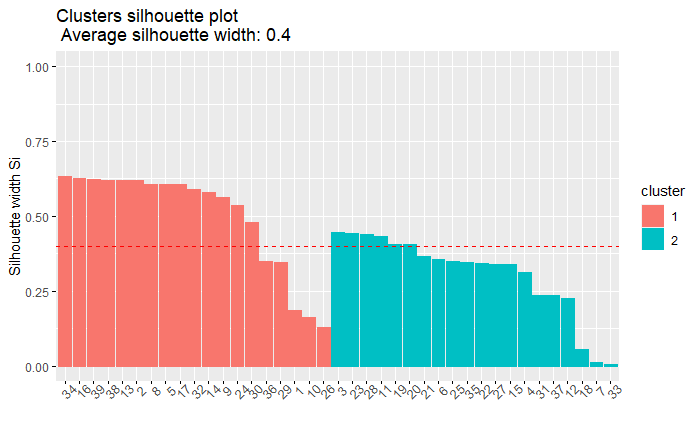 Clusters silhouette plot
Average silhouette width: 0.4
1.00
0.75
0.50
0.25
0.00
Silhouette width Si
34 16 39 38 13 2 8 5 17 32 14 9 24 30 36 29 1 10 26 3 23 28 11 19 20 21 6 25 35 22 27 15 4 31 37 12 18 7 33
cluster
1
2